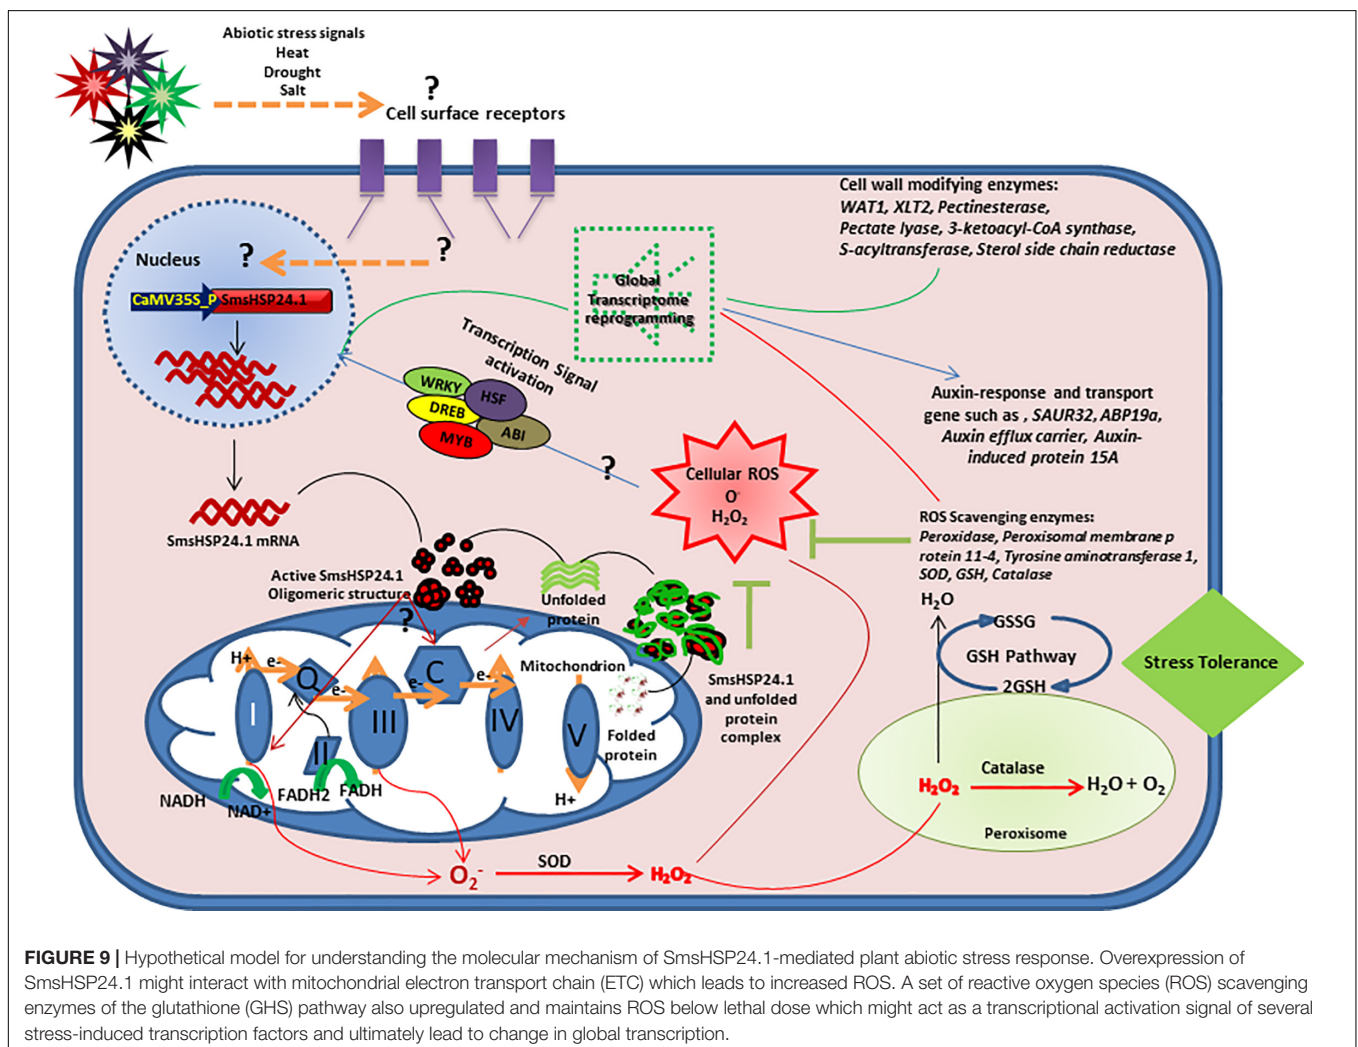 Abiotic stress signals
Heat
Drought
Salt
?
Cell surface receptors
Cell wall modifying enzymes:
WAT1, XLT2, Pectinesterase,
Pectate lyase, 3-ketoacyl-CoA synthase,
S-acyltransferase, Sterol side chain reductase
Nucleus
?
?
CaMV35S_P
SmsHSP24.1
Global
Transcriptome
reprogramming
Transcription Signal
activation
WRKY
HSF
DREB
MYB
ABI
?
Auxin-response and transport
gene such as , SAUR32, ABP19a,
Auxin efflux carrier, Auxin-
induced protein 15A
Cellular ROS
O-
H2O2
SmsHSP24.1 mRNA
ROS Scavenging enzymes:
Peroxidase, Peroxisomal membrane p
rotein 11-4, Tyrosine aminotransferase 1,
SOD, GSH, Catalase
Active SmsHSP24.1
Oligomeric structure
?
Unfolded
protein
H2O
GSSG
GSH Pathway
2GSH
Stress Tolerance
H+
e-
Q
e-
e-
C
e-
Mitochondrion
SmsHSP24.1
and unfolded
protein
complex
I
II
III
IV
V
Folded
protein
NADH
NAD+
FADH2
FADH
H+
H2O2
Catalase
H2O + O2
Peroxisome
O2-
SOD
H2O2
FIGURE 9 | Hypothetical model for understanding the molecular mechanism of SmsHSP24.1-mediated plant abiotic stress response. Overexpression of
SmsHSP24.1 might interact with mitochondrial electron transport chain (ETC) which leads to increased ROS. A set of reactive oxygen species (ROS) scavenging
enzymes of the glutathione (GHS) pathway also upregulated and maintains ROS below lethal dose which might act as a transcriptional activation signal of several
stress-induced transcription factors and ultimately lead to change in global transcription.